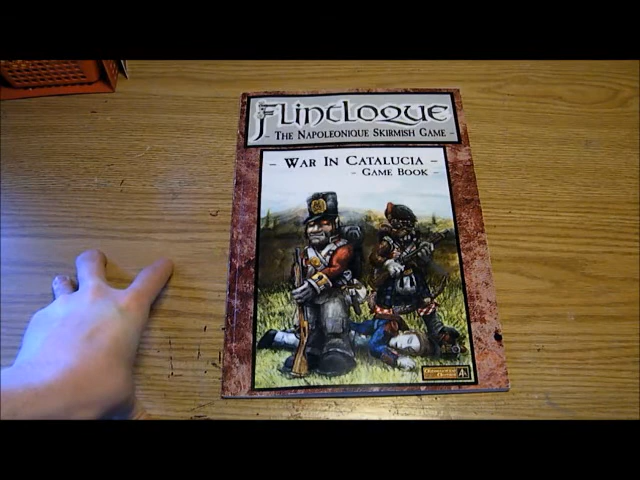 Flintloque
- The Napoleonique Skirmish Game -
- War In Catalucia -
- Game Book -